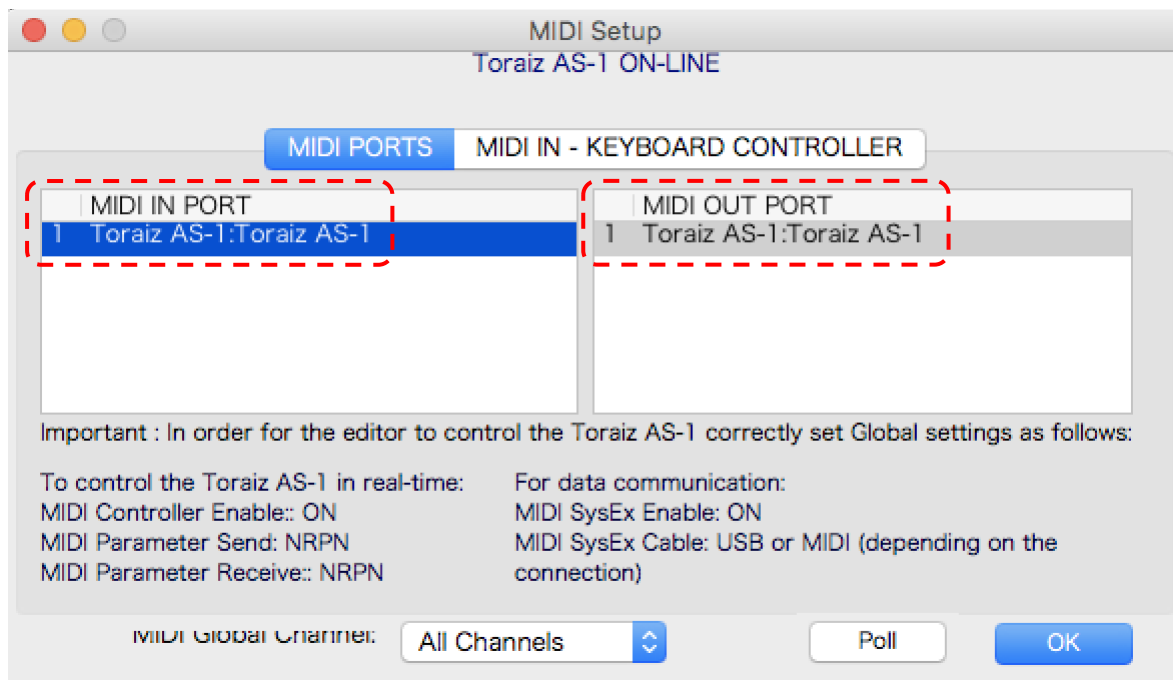 MIDI Setup
Toraiz AS-1 ON-LINE
MIDI PORTS
MIDI IN - KEYBOARD CONTROLLER
MIDI IN PORT
1 Toraiz AS-1:Toraiz AS-1
MIDI OUT PORT
1 Toraiz AS-1:Toraiz AS-1
Important : In order for the editor to control the Toraiz AS-1 correctly set Global settings as follows:
To control the Toraiz AS-1 in real-time:
MIDI Controller Enable:: ON
MIDI Parameter Send: NRPN
MIDI Parameter Receive:: NRPN
For data communication:
MIDI SysEx Enable: ON
MIDI SysEx Cable: USB or MIDI (depending on the
connection)
MIDI Global Channel:
All Channels
Poll
OK